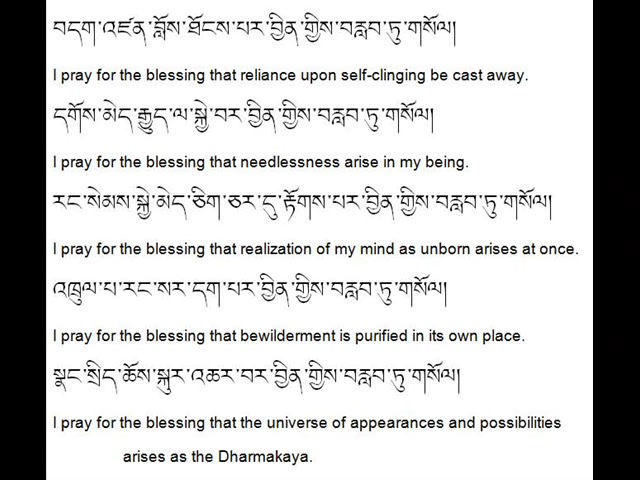 བདག་འཛན་བློས་ཐོངས་པར་བྱིན་གྱིས་བརླབ་ཏུ་གསོལ།
I pray for the blessing that reliance upon self-clinging be cast away.
དགོས་མེད་རྒྱུད་ལ་སྐྱེ་བར་བྱིན་གྱིས་བརླབ་ཏུ་གསོལ།
I pray for the blessing that needlessness arise in my being.
རང་སེམས་སྐྱེ་མེད་ཅིག་ཅར་དུ་རྟོགས་པར་བྱིན་གྱིས་བརླབ་ཏུ་གསོལ།
I pray for the blessing that realization of my mind as unborn arises at once.
འཁྲུལ་པ་རང་སར་དག་པར་བྱིན་གྱིས་བརླབ་ཏུ་གསོལ།
I pray for the blessing that bewilderment is purified in its own place.
སྣང་སྲིད་ཆོས་སྐུར་འཆར་བར་བྱིན་གྱིས་བརླབ་ཏུ་གསོལ།
I pray for the blessing that the universe of appearances and possibilities
arises as the Dharmakaya.